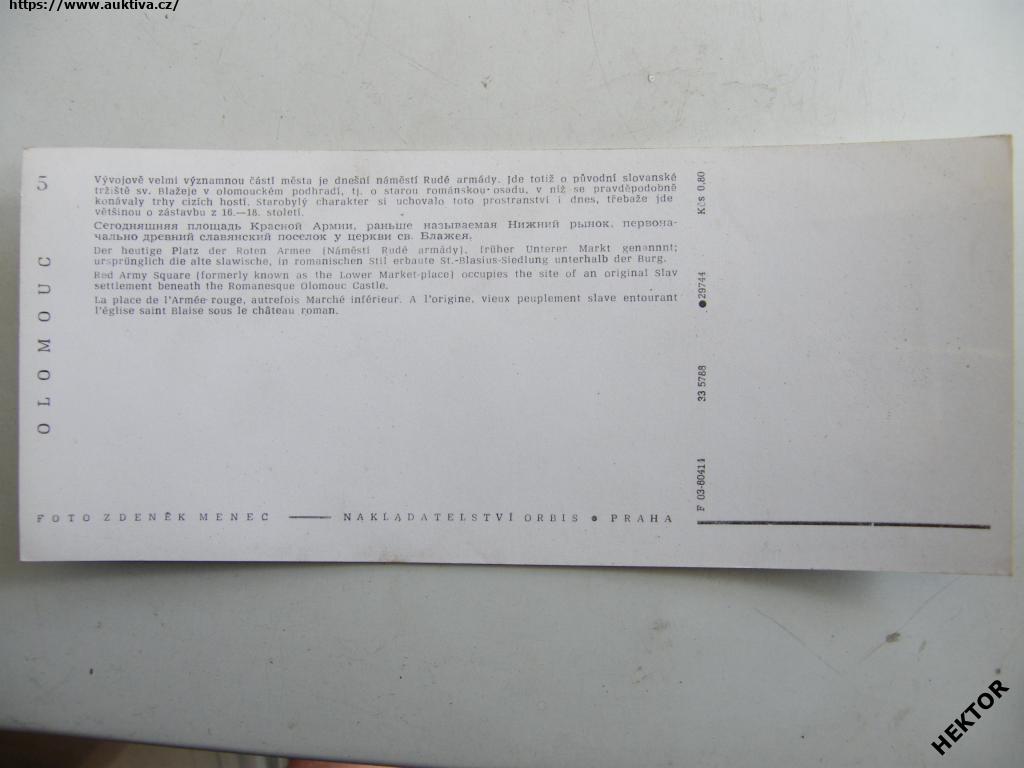 https://www.auktiva.cz/
5
OLOMOUC
Vývojově velmi významnou částí města je dnešní náměstí Rudé armády. Jde totiž o původní slovanské
tržiště sv. Blažeje v olomouckém podhradí, tj. o starou románskou osadu, v níž se pravděpodobně
konávaly trhy cizích hostí. Starobylý charakter si uchovalo toto prostranství i dnes, třebaže jde
většinou o zástavbu z 16.—18. století.
Сегодняшняя площадь Красной Армии, раньше называемая Нижний рынок, первона-
чально древний славянский поселок у церкви св. Блажея.
Der heutige Platz der Roten Armee (Náměstí Rudé armády), früher Unterer Markt genannnt;
ursprünglich die alte slawische, in romanischen Stil erbaute St.-Blasius-Siedlung unterhalb der Burg.
Red Army Square (formerly known as the Lower Market-place) occupies the site of an original Slav
settlement beneath the Romanesque Olomouc Castle.
La place de l'Armée rouge, autrefois Marché inférieur. A l'origine, vieux peuplement slave entourant
l'église saint Blaise sous le château roman.
FOTO ZDENĚK MENEC — NAKLADATELSTVÍ ORBIS • PRAHA
F 03-80414 33 5788 ●29744 Kčs 0,80
HEKTOR